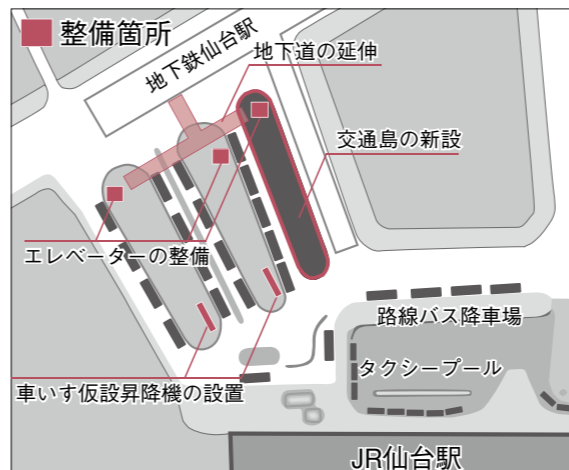 整備箇所
地下鉄仙台駅
地下道の延伸
交通島の新設
エレベーターの整備
路線バス降車場
タクシープール
車いす仮設昇降機の設置
JR仙台駅